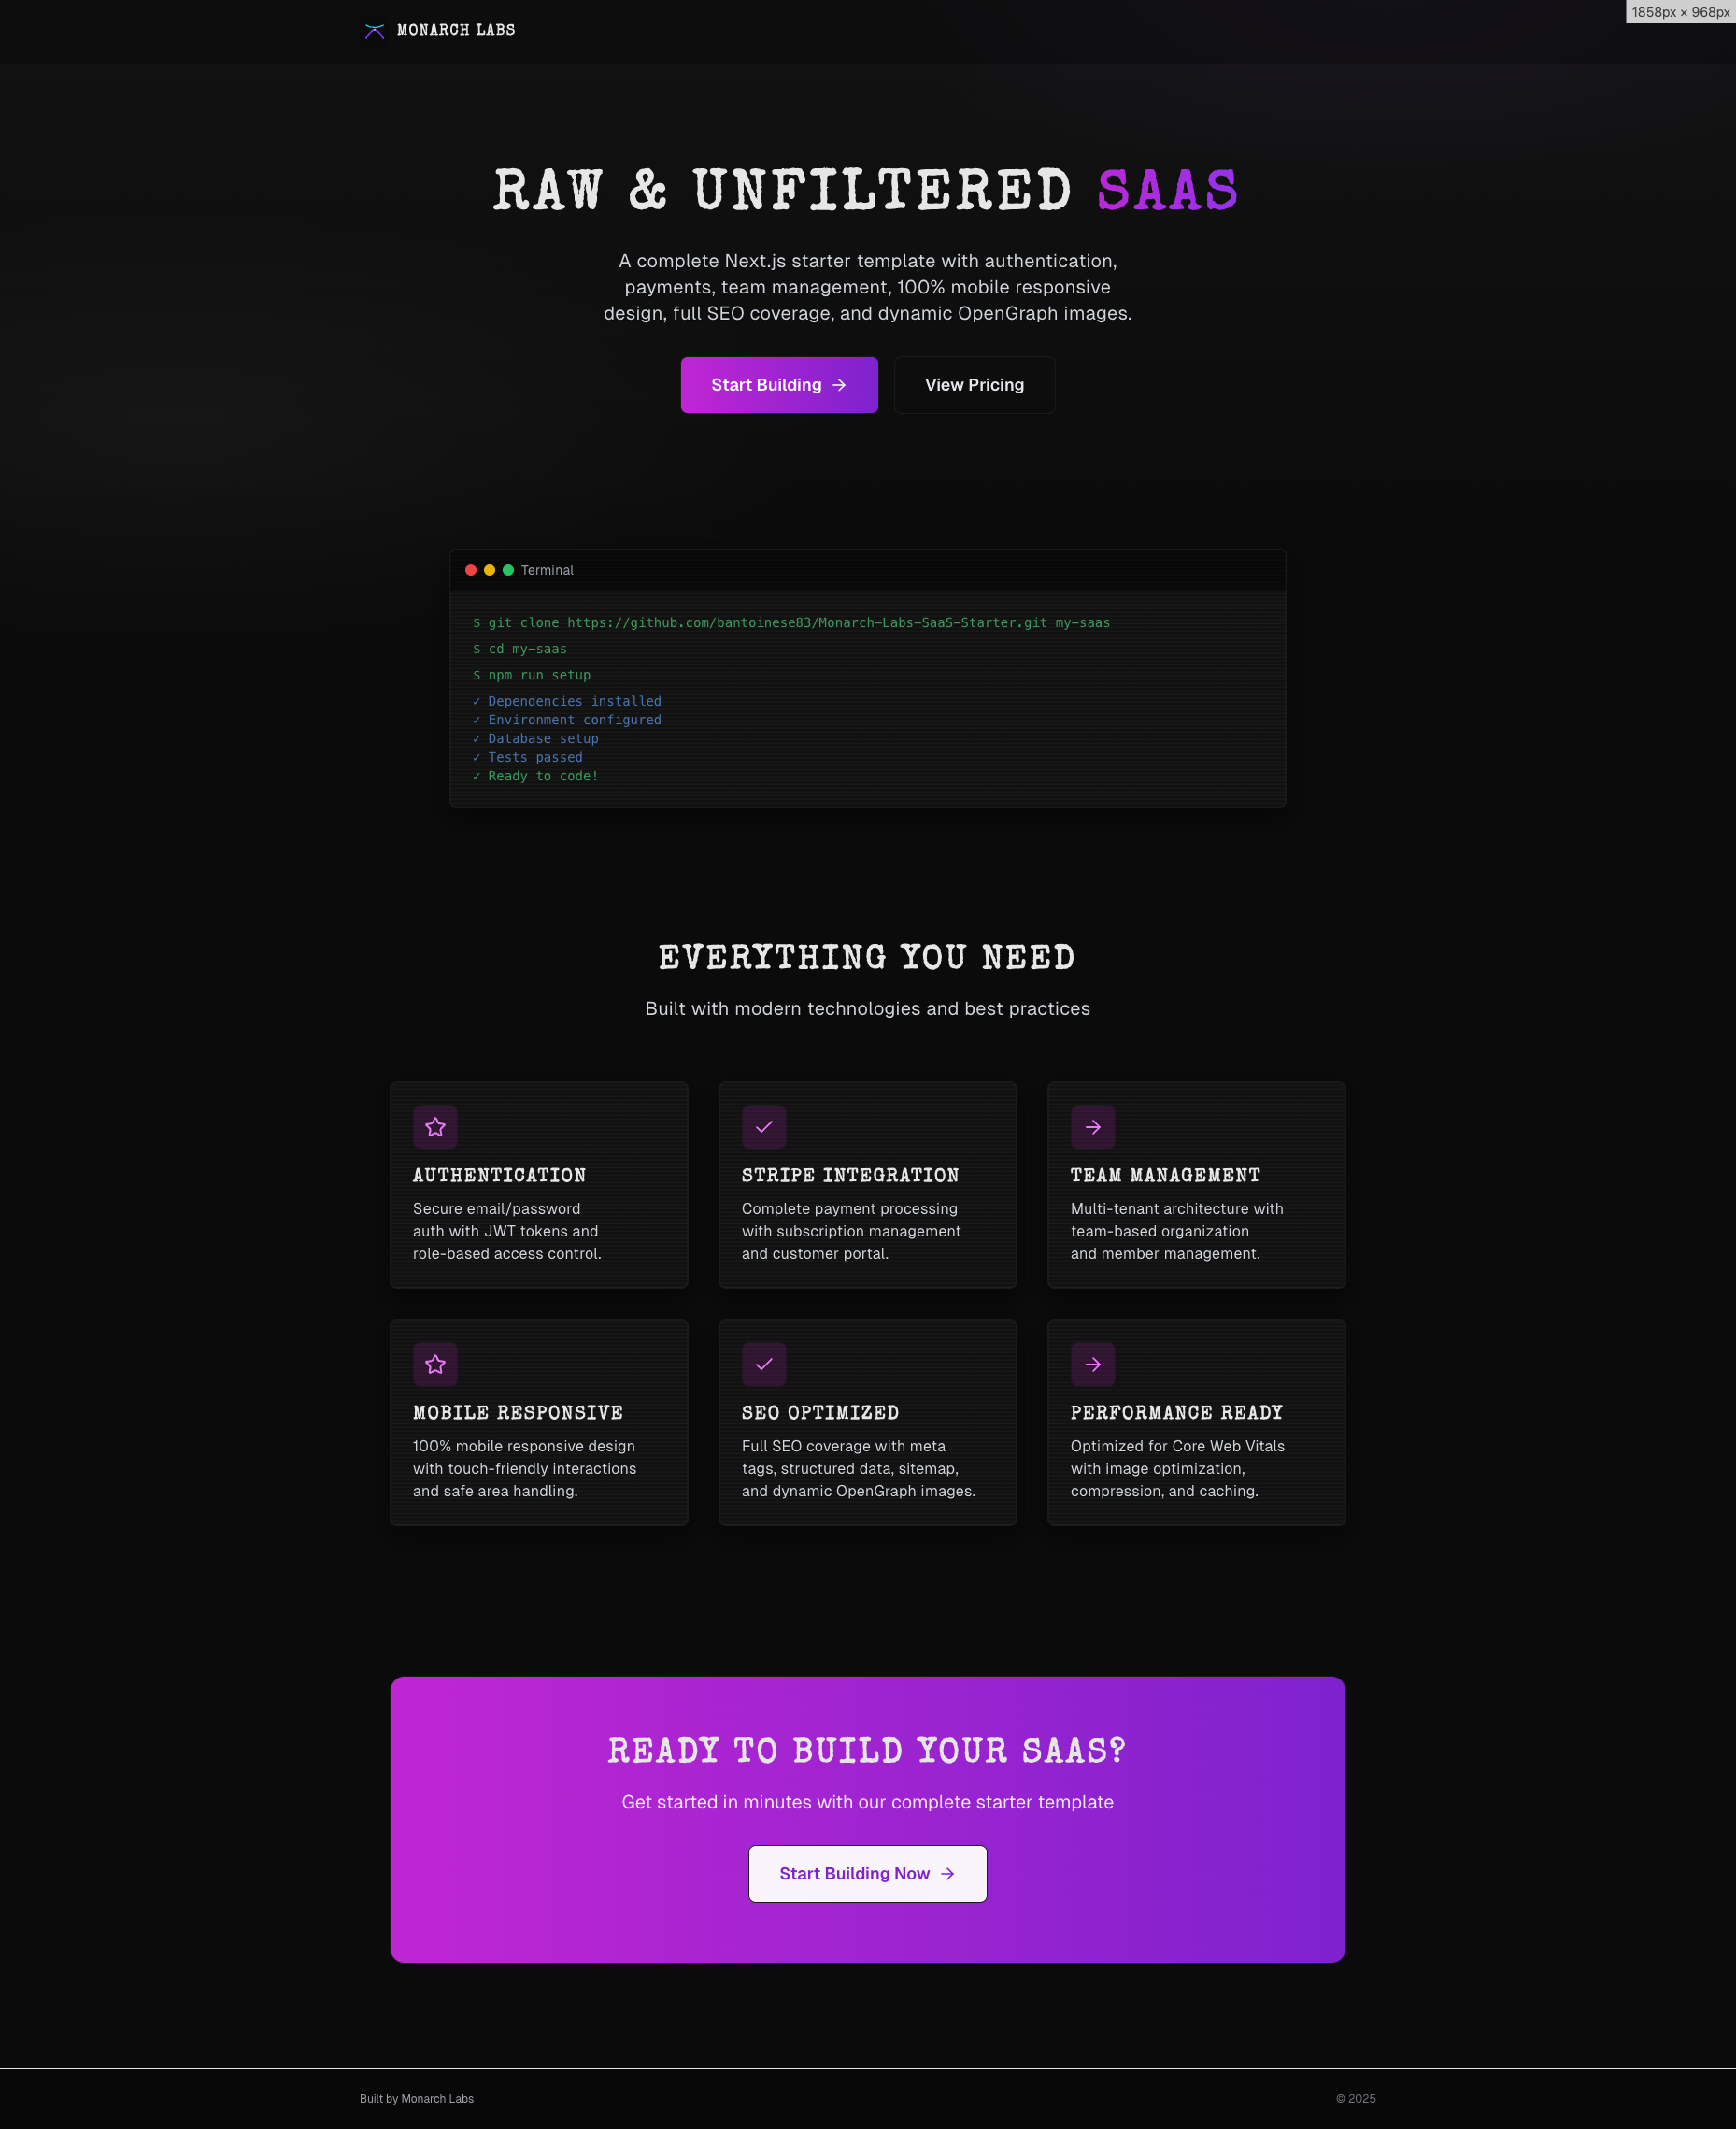 MONARCH LABS
1858px × 968px
RAW & UNFILTERED SAAS
A complete Next.js starter template with authentication,
payments, team management, 100% mobile responsive
design, full SEO coverage, and dynamic OpenGraph images.
Start Building →
View Pricing
Terminal
$ git clone https://github.com/bantoinese83/Monarch-Labs-SaaS-Starter.git my-saas
$ cd my-saas
$ npm run setup
✓ Dependencies installed
✓ Environment configured
✓ Database setup
✓ Tests passed
✓ Ready to code!
EVERYTHING YOU NEED
Built with modern technologies and best practices
AUTHENTICATION
Secure email/password
auth with JWT tokens and
role-based access control.
STRIPE INTEGRATION
Complete payment processing
with subscription management
and customer portal.
TEAM MANAGEMENT
Multi-tenant architecture with
team-based organization
and member management.
MOBILE RESPONSIVE
100% mobile responsive design
with touch-friendly interactions
and safe area handling.
SEO OPTIMIZED
Full SEO coverage with meta
tags, structured data, sitemap,
and dynamic OpenGraph images.
PERFORMANCE READY
Optimized for Core Web Vitals
with image optimization,
compression, and caching.
READY TO BUILD YOUR SAAS?
Get started in minutes with our complete starter template
Start Building Now →
Built by Monarch Labs
© 2025